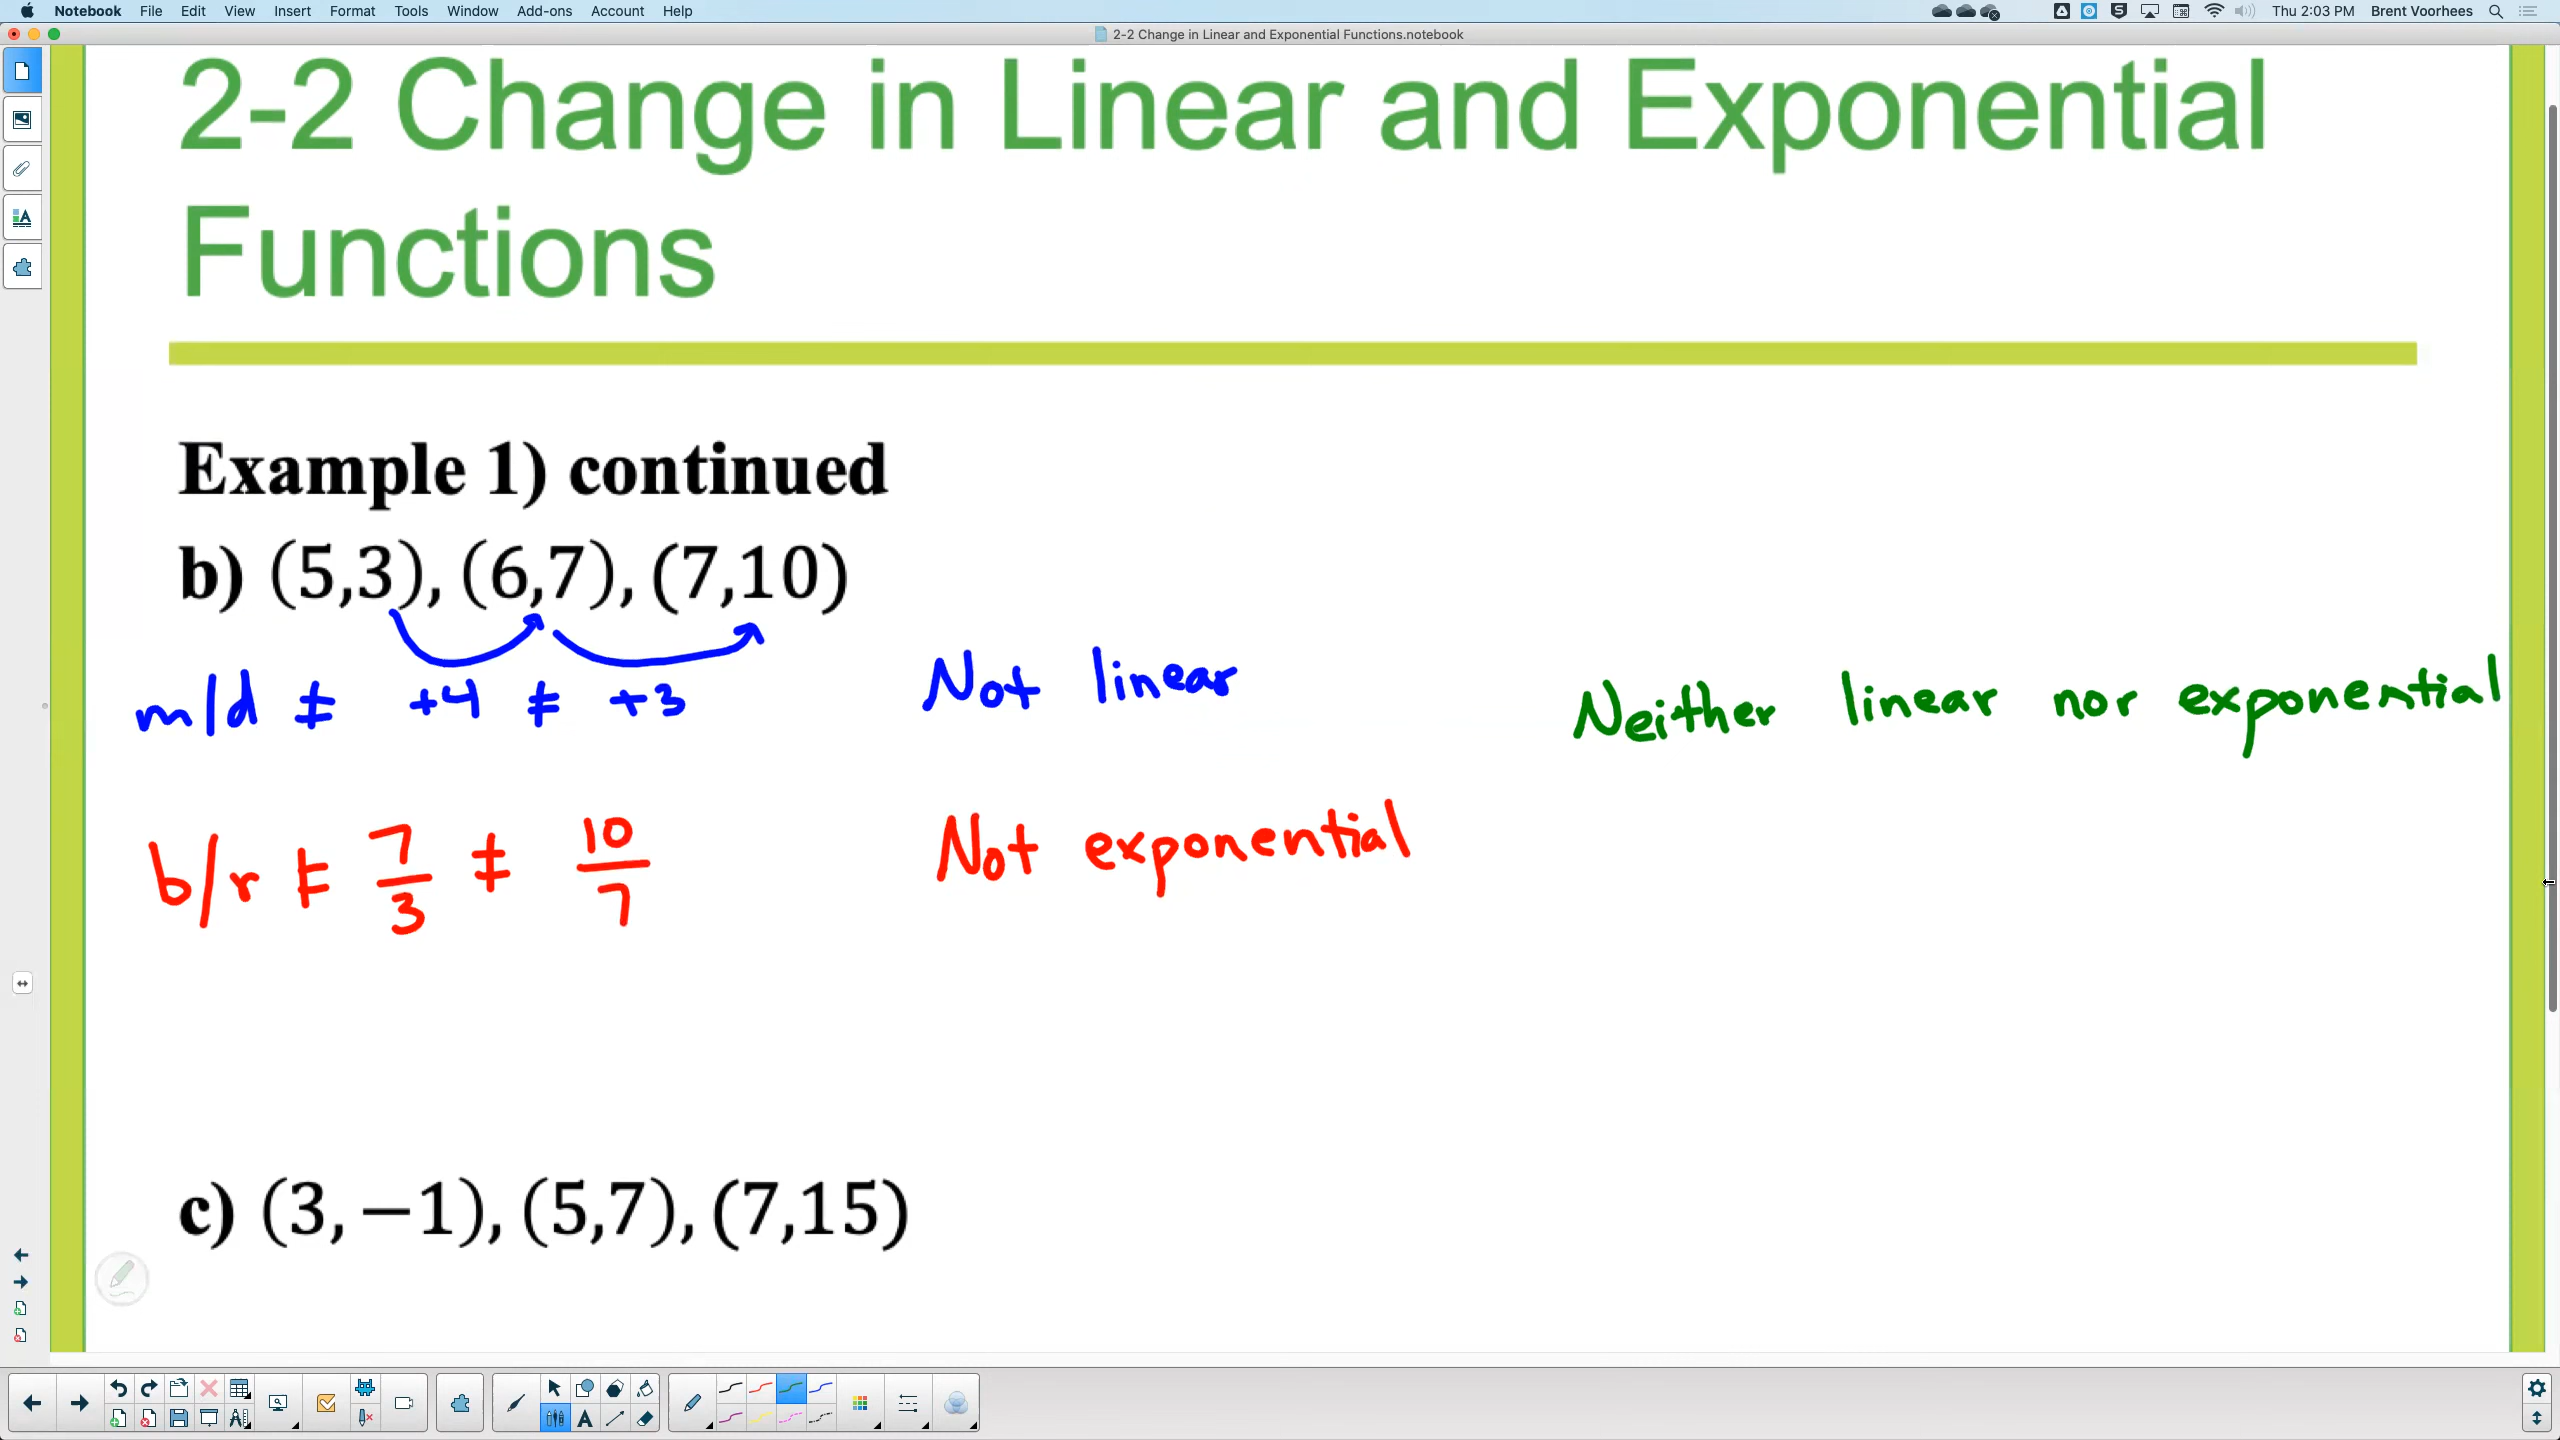 Notebook File Edit View Insert Format Tools Window Add-ons Account Help Thu 2:03 PM Brent Voorhees
2-2 Change in Linear and Exponential Functions.notebook
2-2 Change in Linear and Exponential
Functions
Example 1) continued
b) (5,3), (6,7), (7,10)
m/d ≠ +4 ≠ +3 Not linear Neither linear nor exponential
b/r ≠ 7/3 ≠ 10/7 Not exponential
c) (3, −1), (5,7), (7,15)